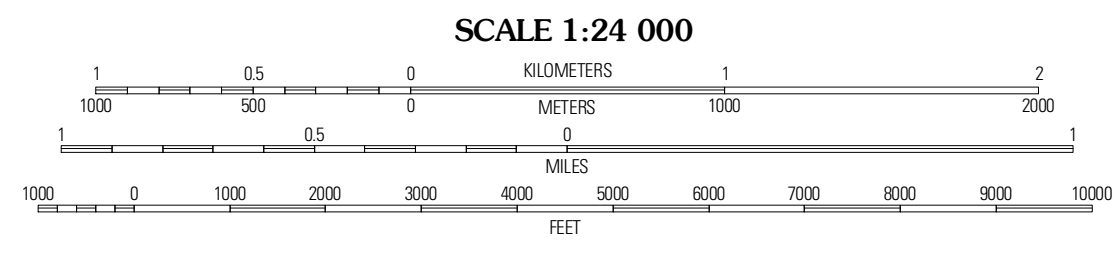 SCALE 1:24 000
1 0.5 0 KILOMETERS 1 2
1000 500 0 METERS 1000 2000
1 0.5 0 1
MILES
1000 0 1000 2000 3000 4000 5000 6000 7000 8000 9000 10000
FEET